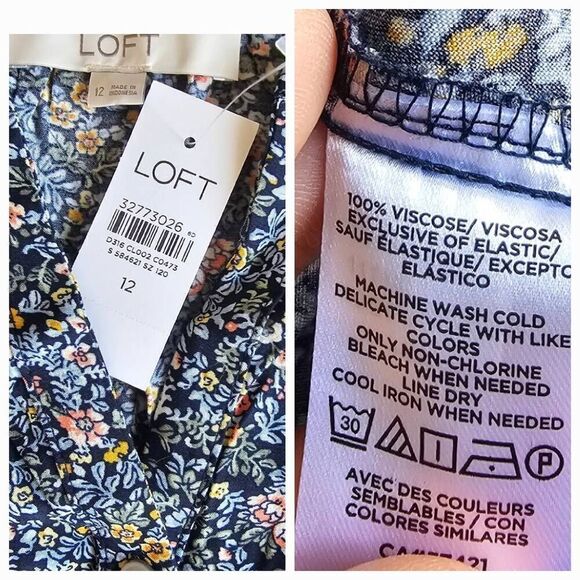 LOFT
12
MADE IN
INDONESIA
LOFT
32773026
6D
D316 CL002 C0473
S 584621 SZ 120
12
100% VISCOSE/ VISCOSA
EXCLUSIVE OF ELASTIC/
SAUF ÉLASTIQUE/ EXCEPTO
ELÁSTICO
MACHINE WASH COLD
DELICATE CYCLE WITH LIKE
COLORS
ONLY NON-CHLORINE
BLEACH WHEN NEEDED
LINE DRY
COOL IRON WHEN NEEDED
30
P
AVEC DES COULEURS
SEMBLABLES / CON
COLORES SIMILARES